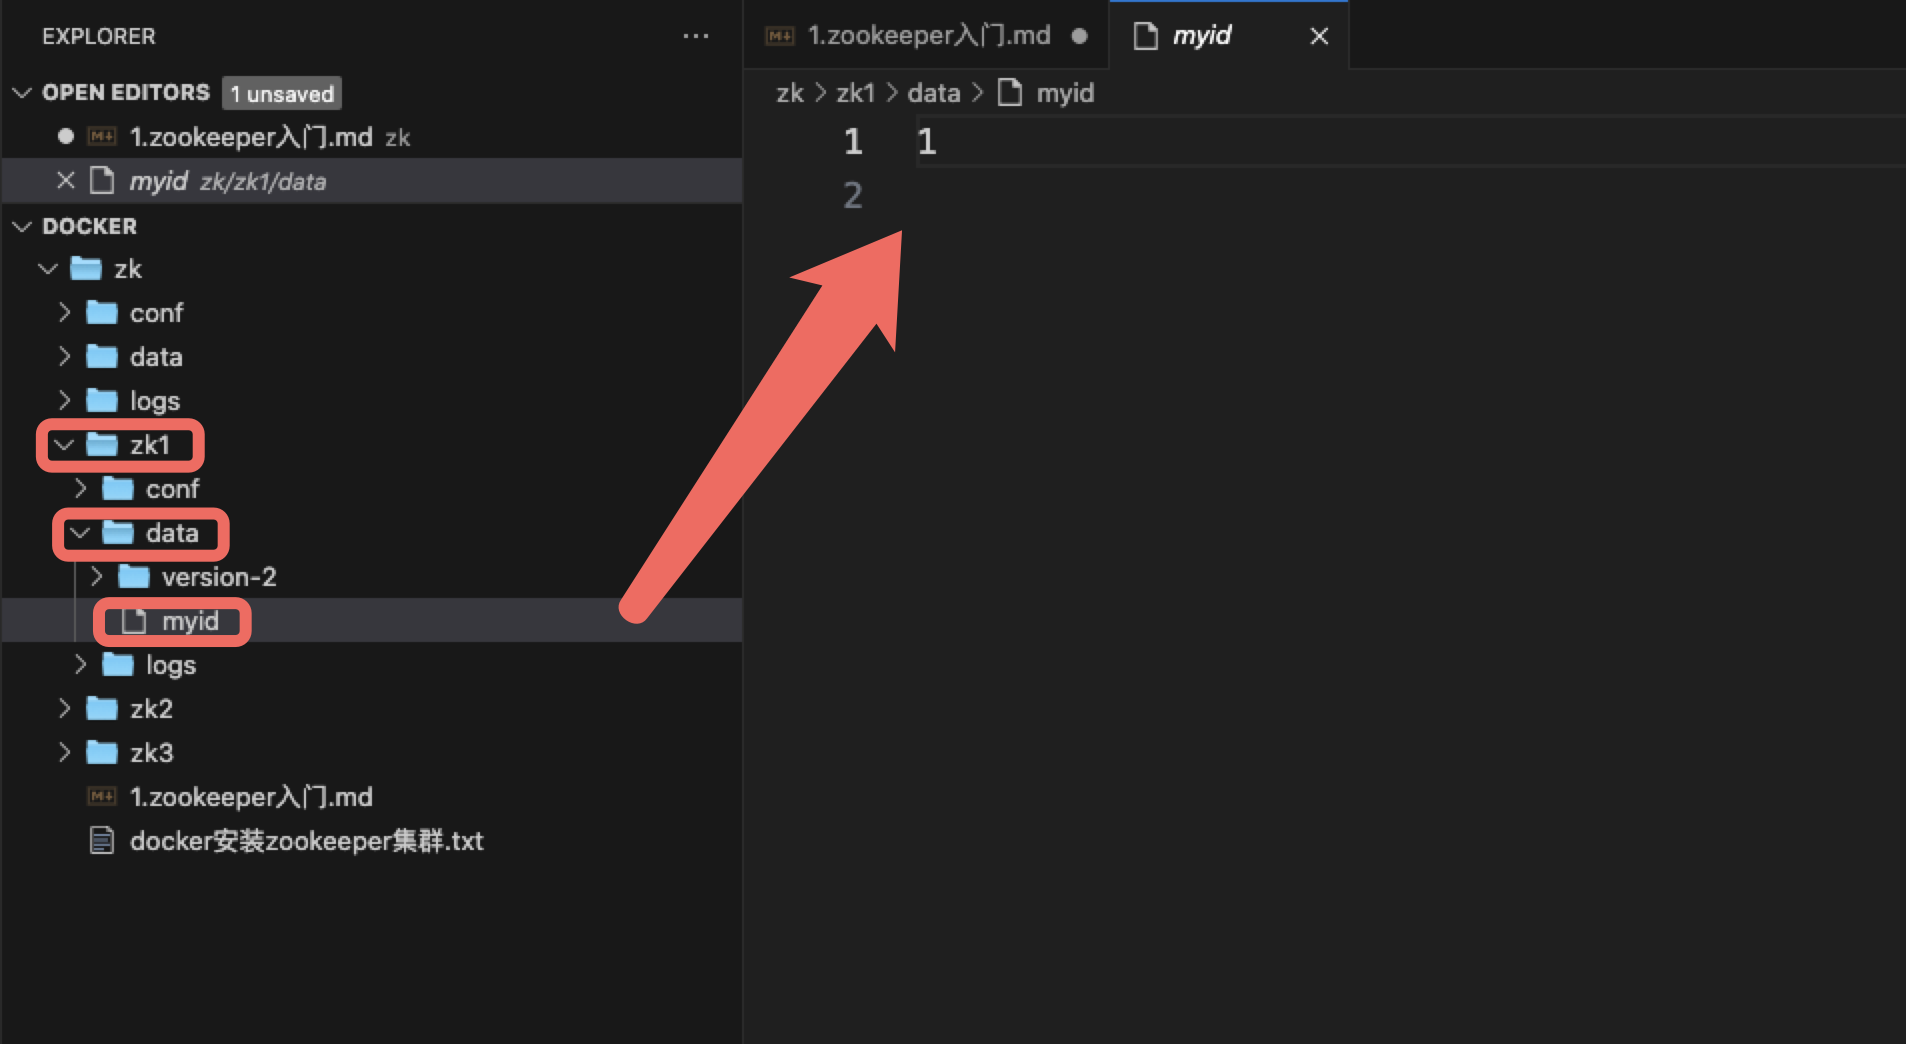 EXPLORER
OPEN EDITORS 1 unsaved
M↓ 1.zookeeper入门.md zk
myid zk/zk1/data
DOCKER
zk
conf
data
logs
zk1
conf
data
version-2
myid
logs
zk2
zk3
M↓ 1.zookeeper入门.md
docker安装zookeeper集群.txt
M↓ 1.zookeeper入门.md
myid
zk > zk1 > data > myid
1 1
2